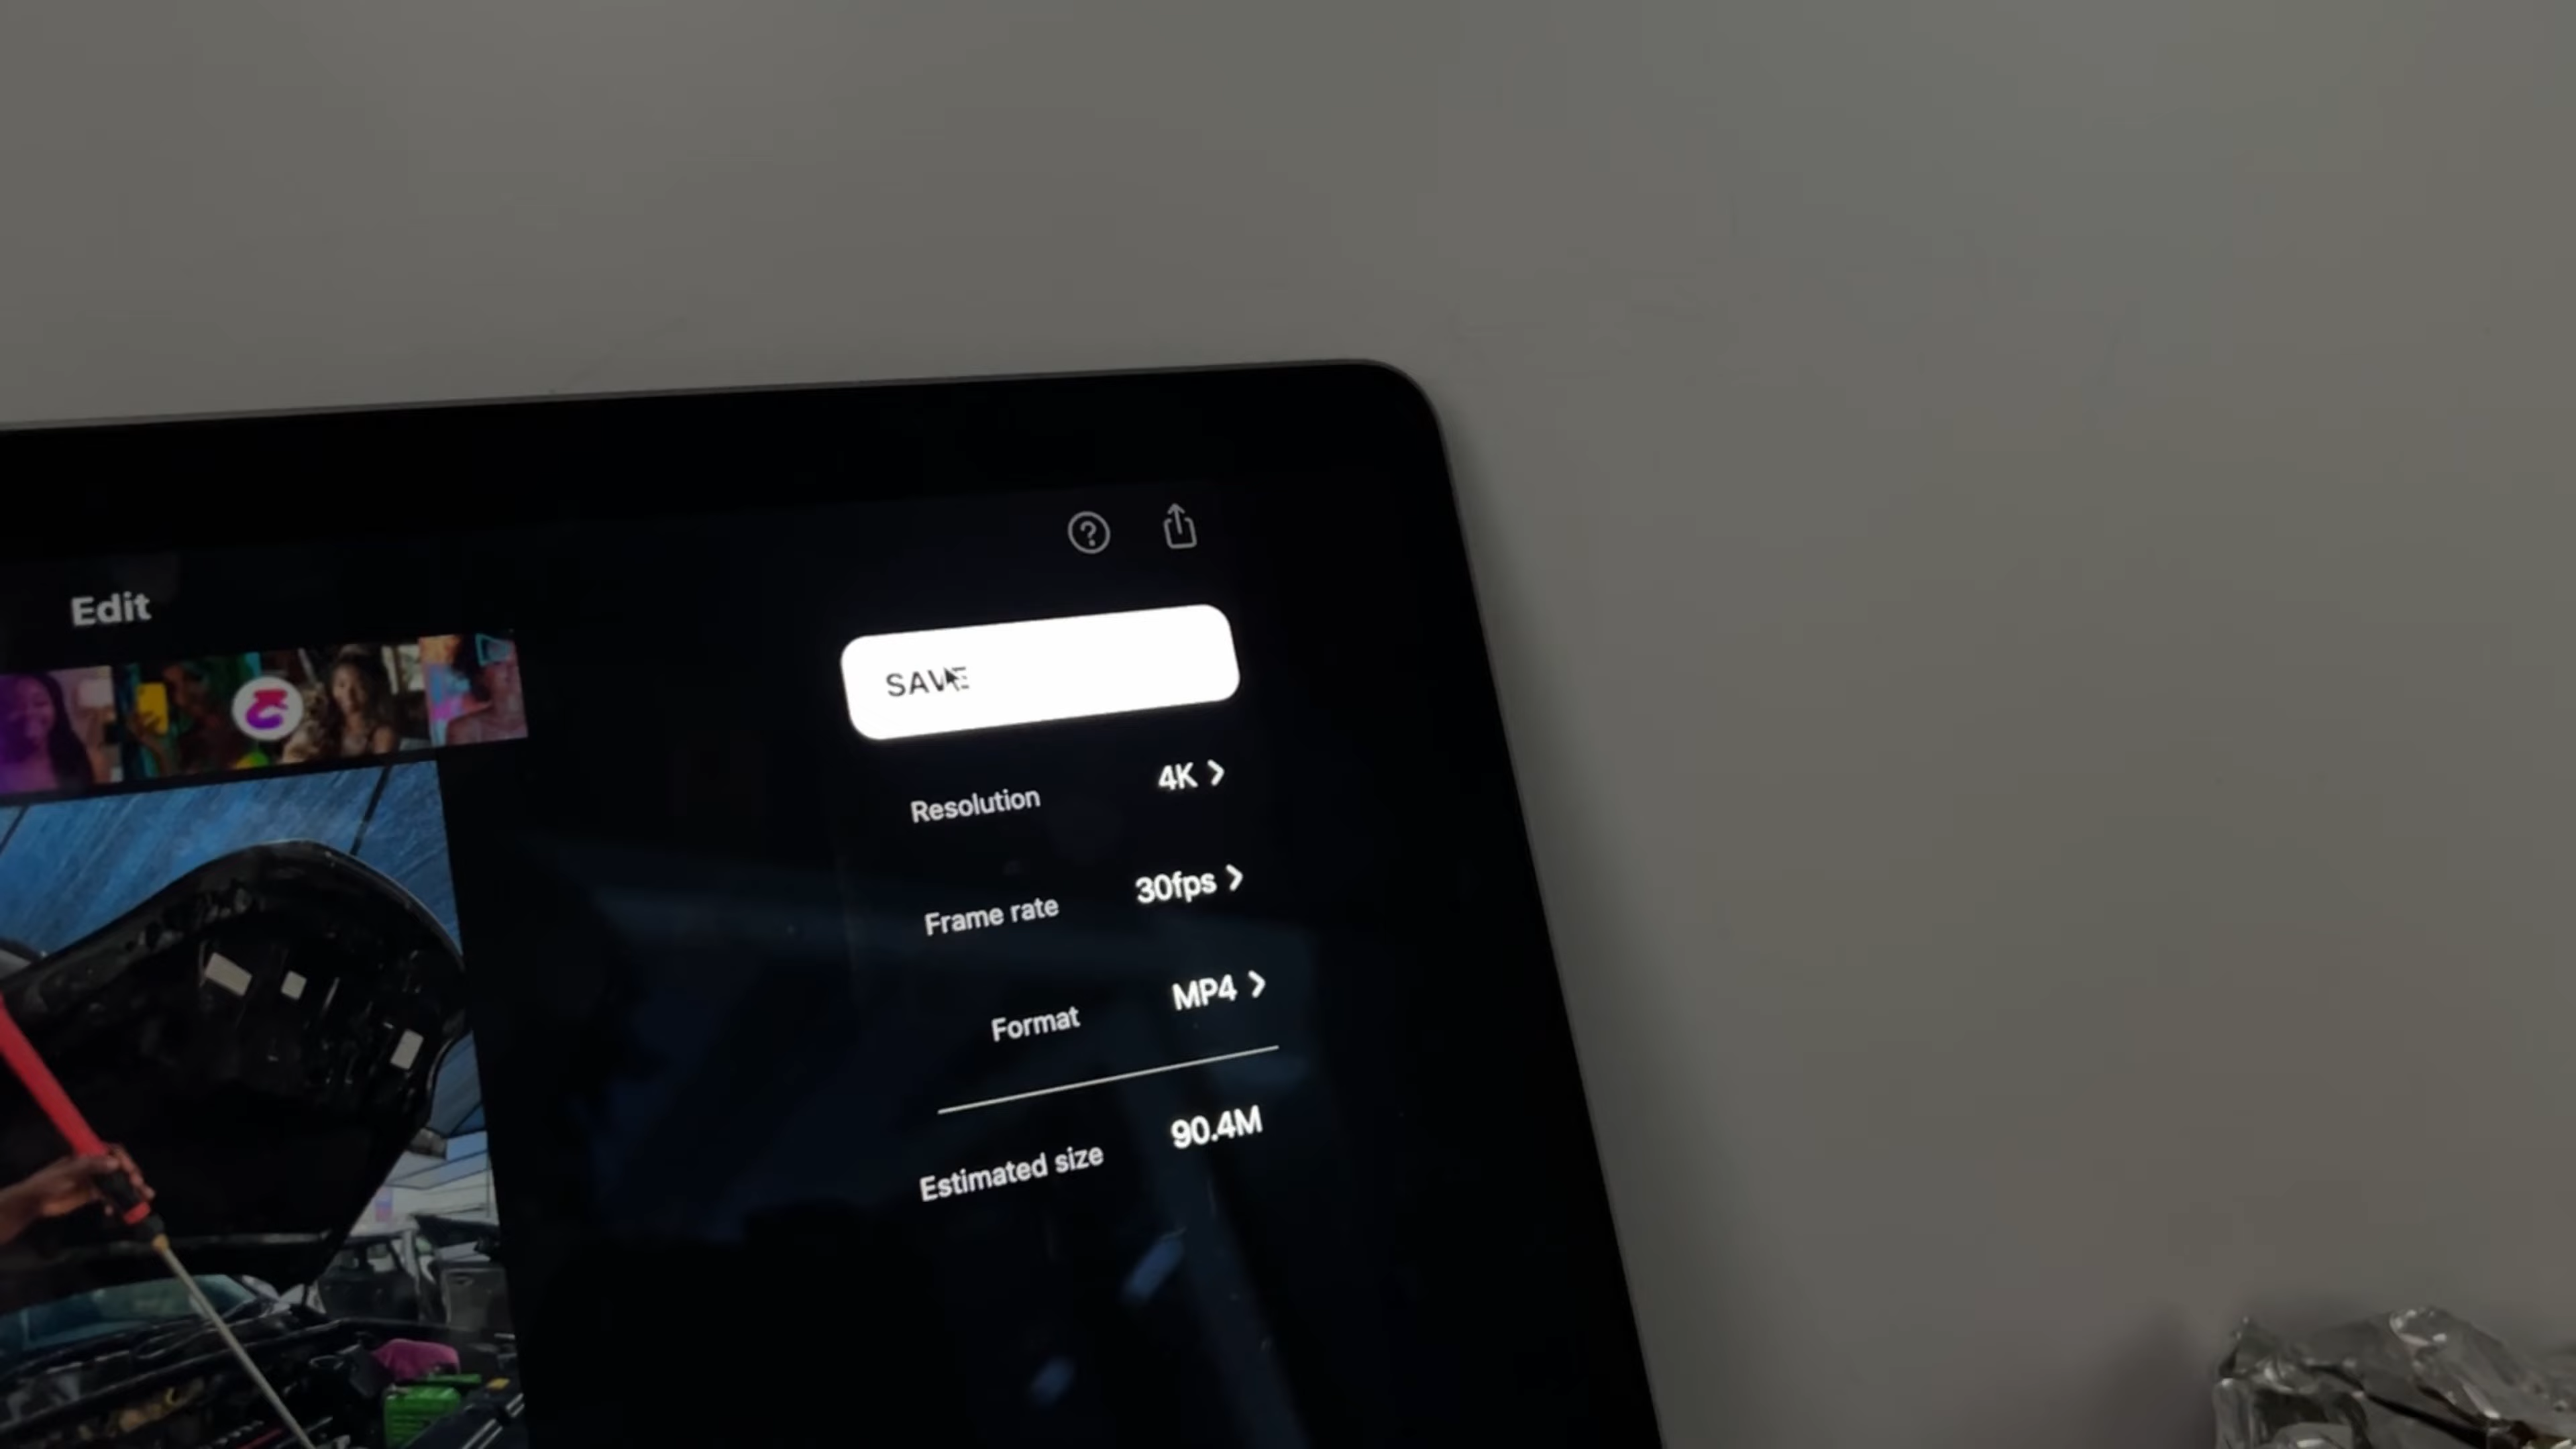 Edit
SAVE
Resolution 4K
Frame rate 30fps
Format MP4
Estimated size 90.4M